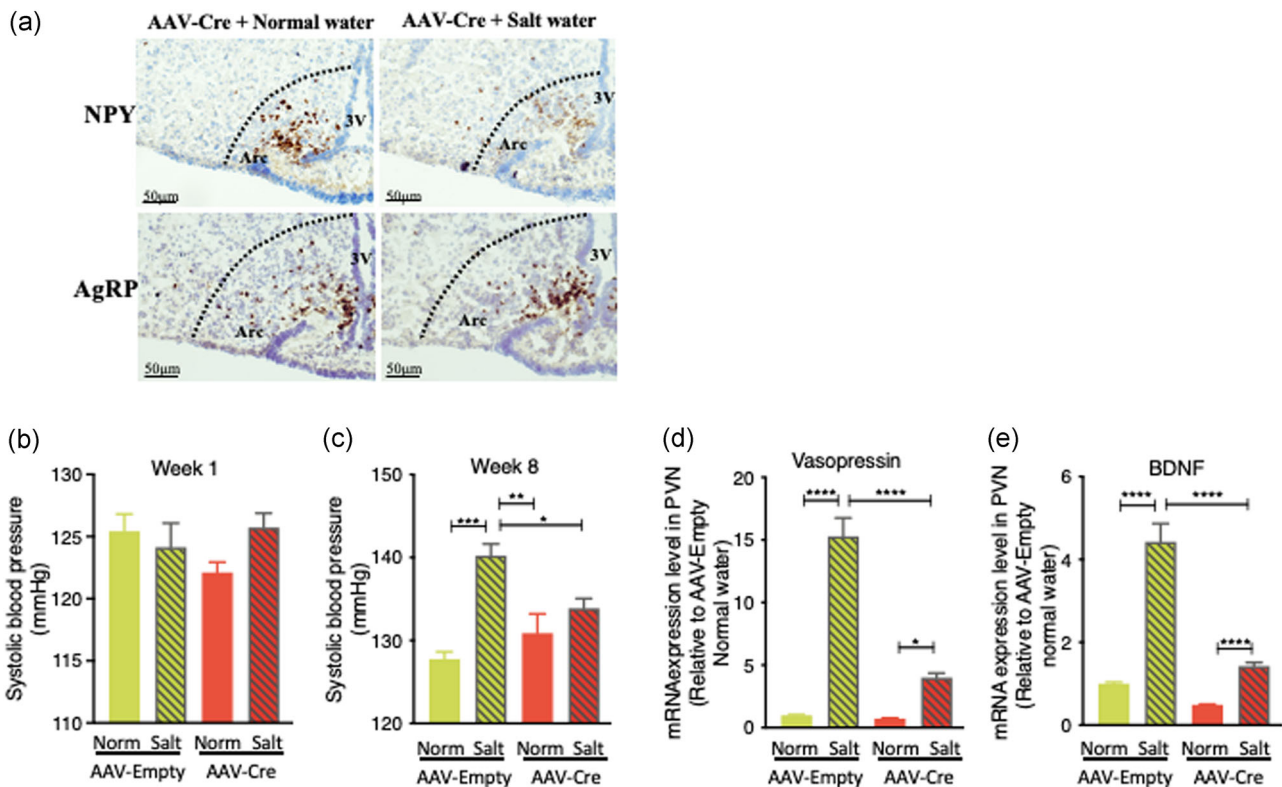 (a)
AAV-Cre + Normal water
AAV-Cre + Salt water
NPY
3V
Arc
50μm
3V
Arc
50μm
AgRP
3V
Arc
50μm
3V
Arc
50μm
(b)
Week 1
Systolic blood pressure
(mmHg)
130
125
120
115
110
Norm Salt Norm Salt
AAV-Empty AAV-Cre
(c)
Week 8
Systolic blood pressure
(mmHg)
150
140
130
120
***
**
*
Norm Salt Norm Salt
AAV-Empty AAV-Cre
(d)
Vasopressin
mRNAexpression level in PVN
(Relative to AAV-Empty
Normal water)
20
15
10
5
0
****
****
*
Norm Salt Norm Salt
AAV-Empty AAV-Cre
(e)
BDNF
mRNA expression level in PVN
(Relative to AAV-Empty
normal water)
6
4
2
0
****
****
****
Norm Salt Norm Salt
AAV-Empty AAV-Cre